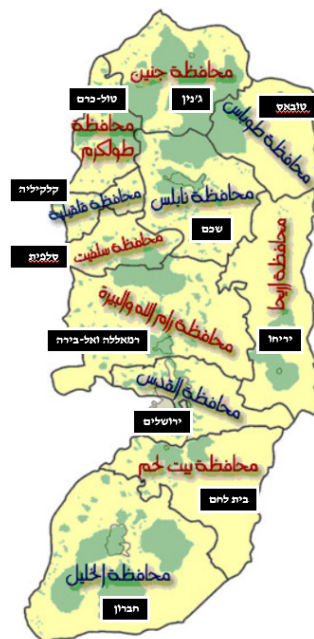 محافظة جنين
טול-כרם
ג'נין
טובאס
محافظة
طولكرم
محافظة طوباس
קלקיליה
محافظة قلقيلية
محافظة نابلس
שכם
محافظة سلفيت
סלפית
محافظة أريحا
محافظة رام الله والبيرة
רמאללה ואל-בירה
יריחו
محافظة القدس
ירושלים
محافظة بيت لحم
בית לחם
محافظة الخليل
חברון